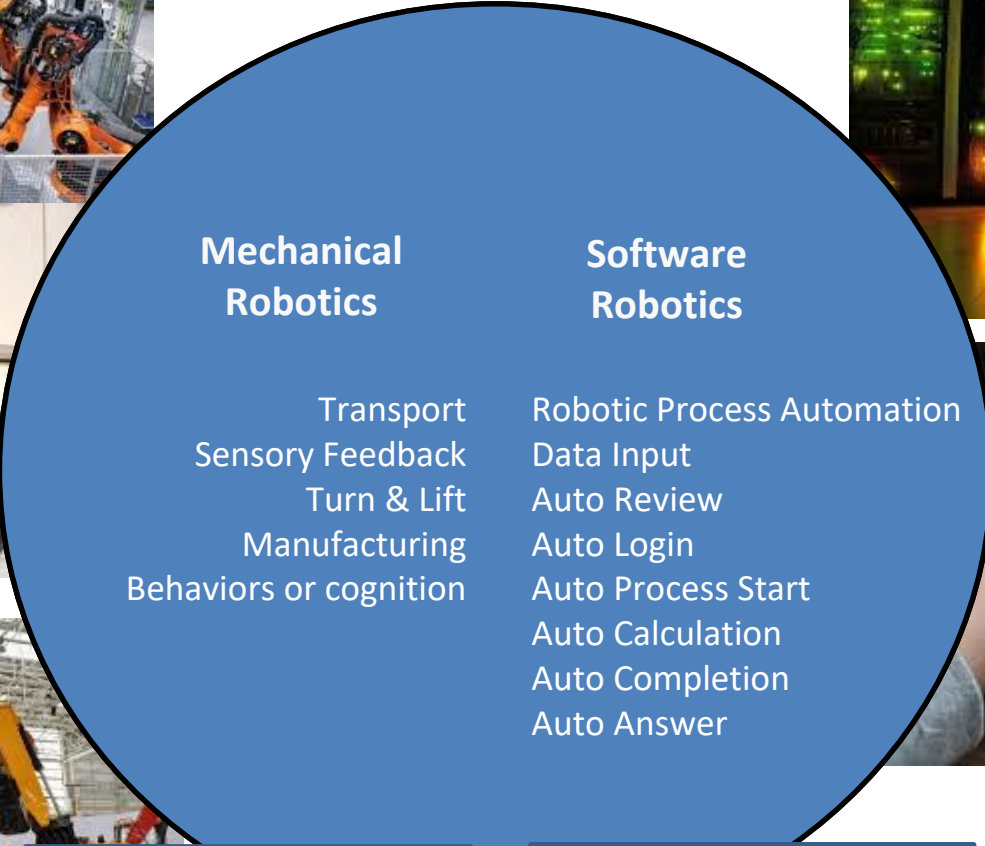 Mechanical
Robotics
Transport
Sensory Feedback
Turn & Lift
Manufacturing
Behaviors or cognition
Software
Robotics
Robotic Process Automation
Data Input
Auto Review
Auto Login
Auto Process Start
Auto Calculation
Auto Completion
Auto Answer